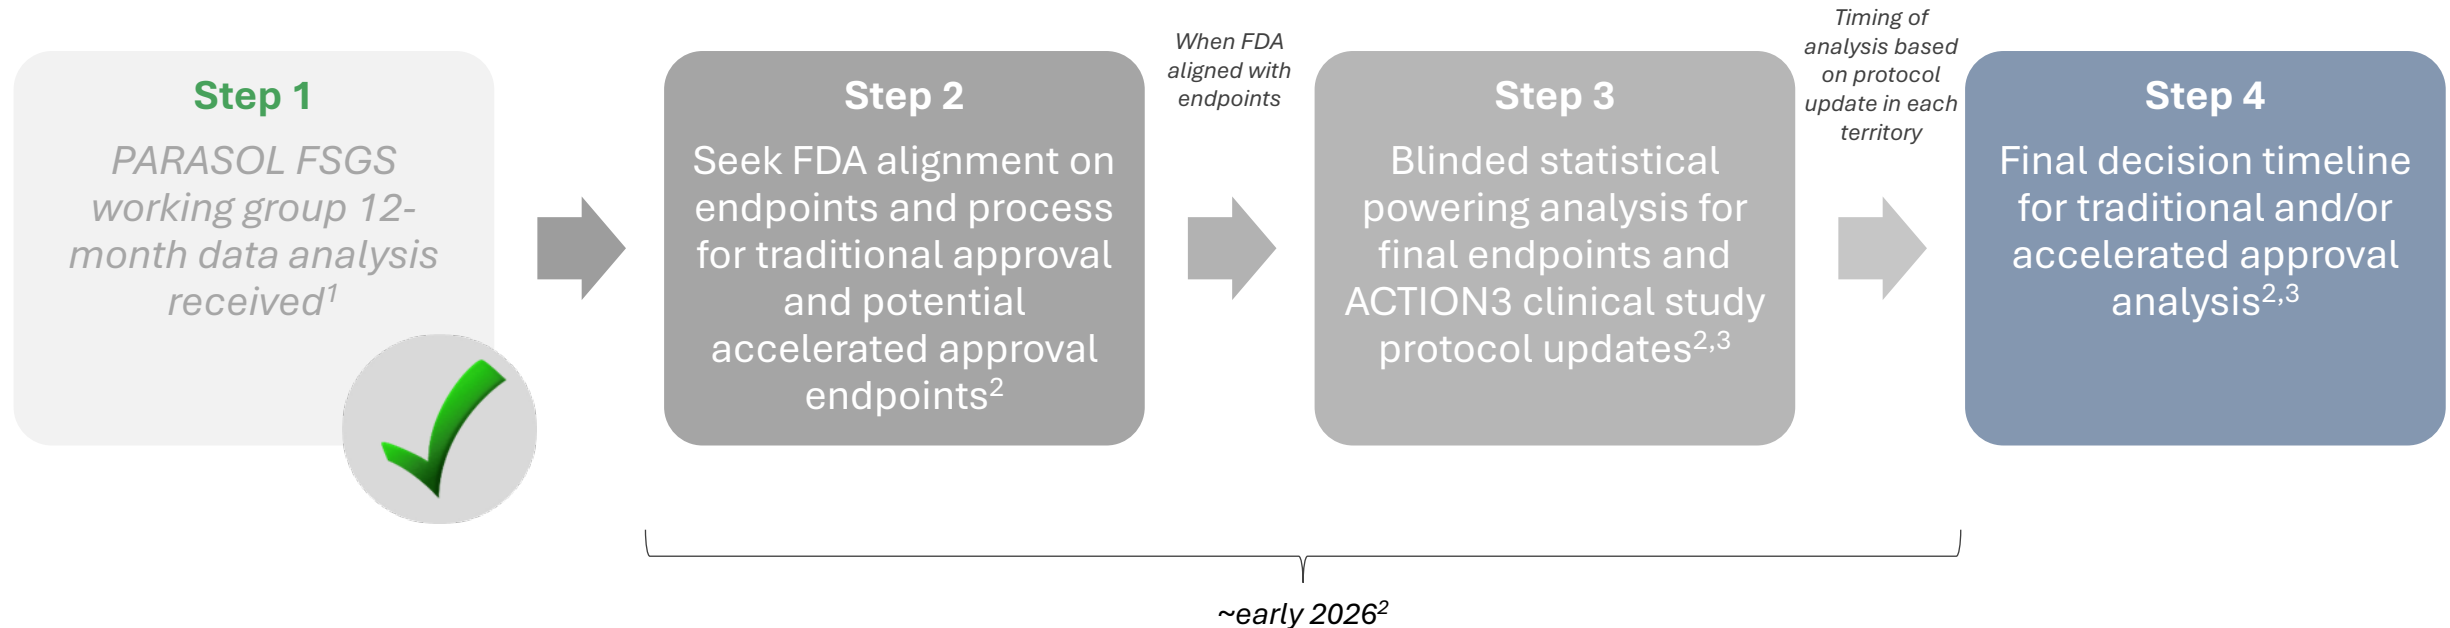 Step 1
PARASOL FSGS
working group 12-
month data analysis
received¹
Step 2
Seek FDA alignment on
endpoints and process
for traditional approval
and potential
accelerated approval
endpoints²
When FDA
aligned with
endpoints
Step 3
Blinded statistical
powering analysis for
final endpoints and
ACTION3 clinical study
protocol updates²,³
Timing of
analysis based
on protocol
update in each
territory
Step 4
Final decision timeline
for traditional and/or
accelerated approval
analysis²,³
~early 2026²